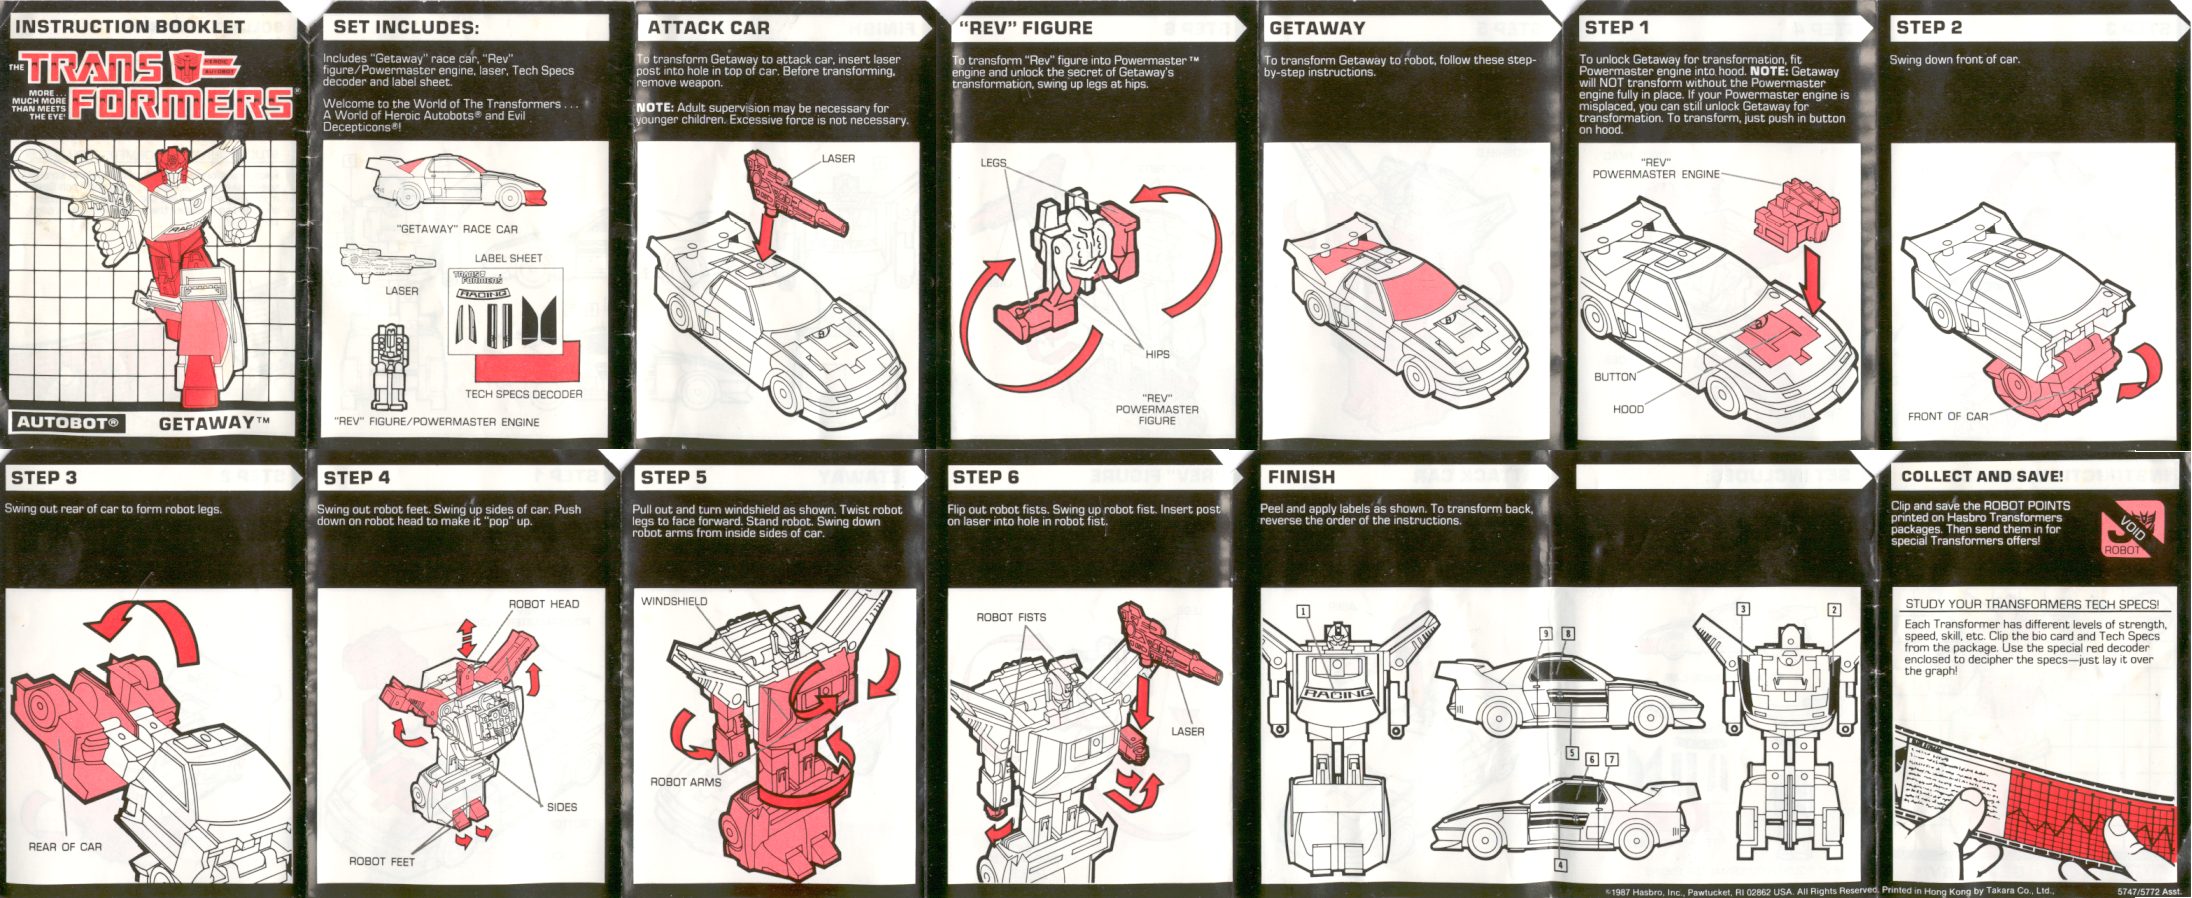 INSTRUCTION BOOKLET
THE TRANSFORMERS
HEROIC
AUTOBOT
MORE...
MUCH MORE
THAN MEETS
THE EYE!
RACING
AUTOBOT® GETAWAY™
SET INCLUDES:
Includes "Getaway" race car, "Rev"
figure/Powermaster engine, laser, Tech Specs
decoder and label sheet.
Welcome to the World of The Transformers . . .
A World of Heroic Autobots® and Evil
Decepticons®!
"GETAWAY" RACE CAR
LABEL SHEET
LASER
TRANSFORMERS
RACING
TECH SPECS DECODER
"REV" FIGURE/POWERMASTER ENGINE
ATTACK CAR
To transform Getaway to attack car, insert laser
post into hole in top of car. Before transforming,
remove weapon.
NOTE: Adult supervision may be necessary for
younger children. Excessive force is not necessary.
LASER
"REV" FIGURE
To transform "Rev" figure into Powermaster™
engine and unlock the secret of Getaway's
transformation, swing up legs at hips.
LEGS
HIPS
"REV"
POWERMASTER
FIGURE
GETAWAY
To transform Getaway to robot, follow these step-
by-step instructions.
STEP 1
To unlock Getaway for transformation, fit
Powermaster engine into hood. NOTE: Getaway
will NOT transform without the Powermaster
engine fully in place. If your Powermaster engine is
misplaced, you can still unlock Getaway for
transformation. To transform, just push in button
on hood.
"REV"
POWERMASTER ENGINE
BUTTON
HOOD
STEP 2
Swing down front of car.
FRONT OF CAR
STEP 3
Swing out rear of car to form robot legs.
REAR OF CAR
STEP 4
Swing out robot feet. Swing up sides of car. Push
down on robot head to make it "pop" up.
ROBOT HEAD
SIDES
ROBOT FEET
STEP 5
Pull out and turn windshield as shown. Twist robot
legs to face forward. Stand robot. Swing down
robot arms from inside sides of car.
WINDSHIELD
ROBOT ARMS
STEP 6
Flip out robot fists. Swing up robot fist. Insert post
on laser into hole in robot fist.
ROBOT FISTS
LASER
FINISH
Peel and apply labels as shown. To transform back,
reverse the order of the instructions.
1
RACING
9 8
5
6 7
4
3 2
©1987 Hasbro, Inc., Pawtucket, RI 02862 USA. All Rights Reserved. Printed in Hong Kong by Takara Co., Ltd.,
5747/5772 Asst.
COLLECT AND SAVE!
Clip and save the ROBOT POINTS
printed on Hasbro Transformers
packages. Then send them in for
special Transformers offers!
VOID
ROBOT
STUDY YOUR TRANSFORMERS TECH SPECS!
Each Transformer has different levels of strength,
speed, skill, etc. Clip the bio card and Tech Specs
from the package. Use the special red decoder
enclosed to decipher the specs—just lay it over
the graph!